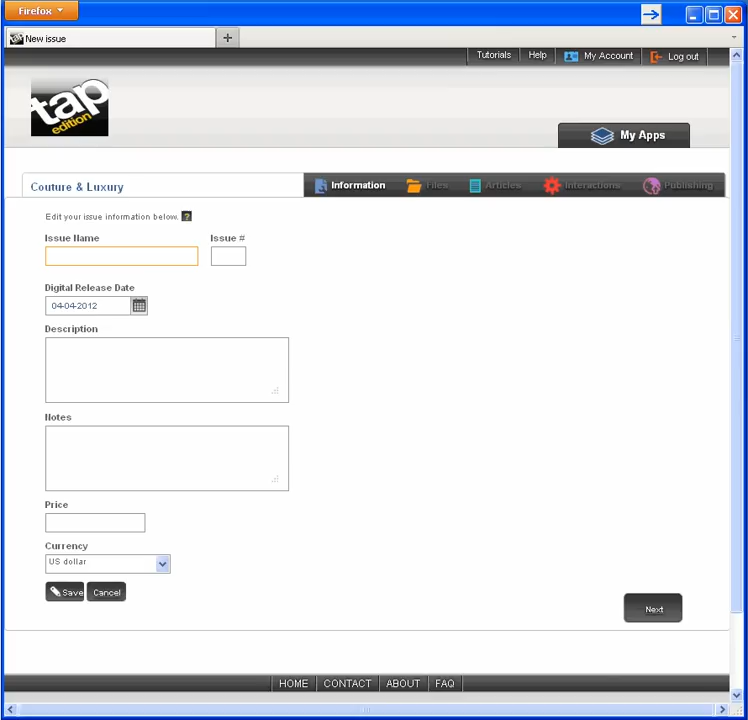 Firefox
New issue
Tutorials Help My Account Log out
tap
edition
My Apps
Couture & Luxury Information Files Articles Interactions Publishing
Edit your issue information below. ?
Issue Name Issue #
Digital Release Date
04-04-2012
Description
Notes
Price
Currency
US dollar
Save Cancel
Next
HOME CONTACT ABOUT FAQ